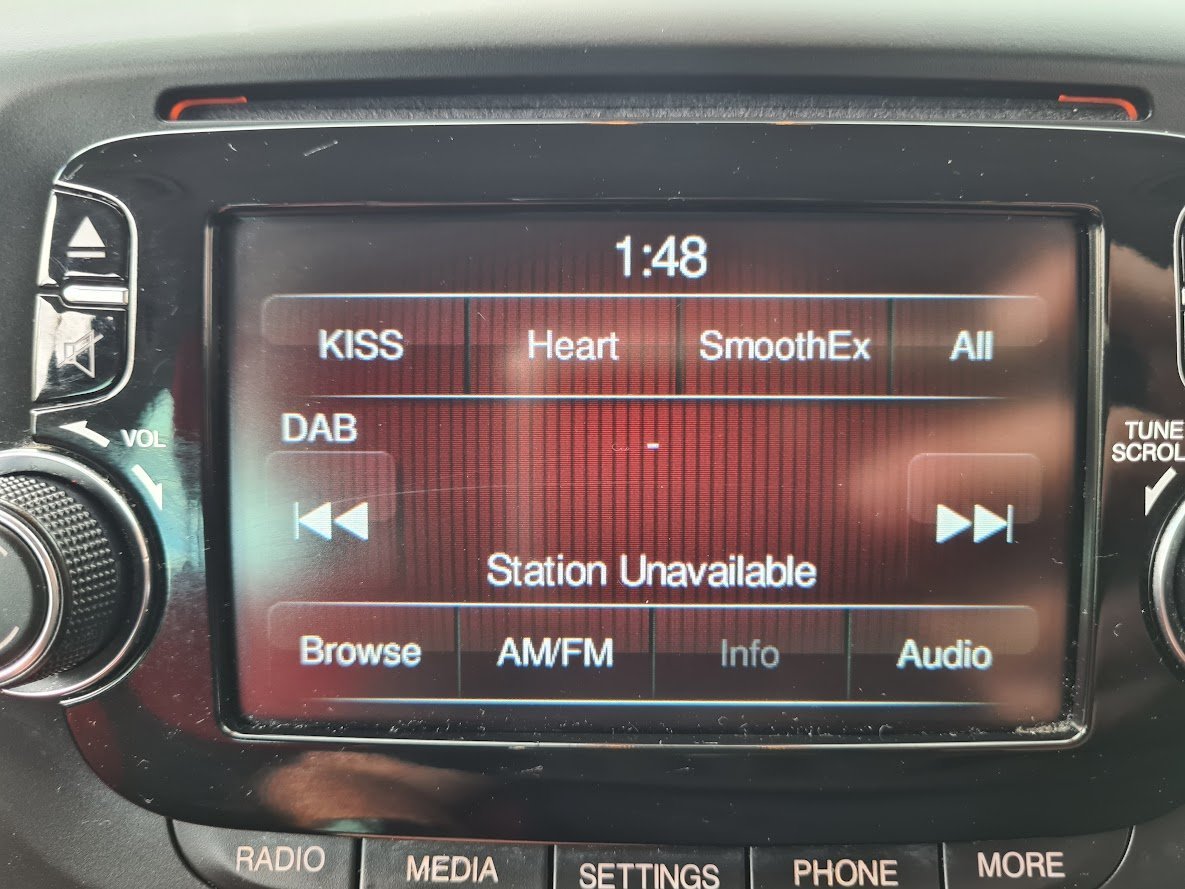 1:48
KISS Heart SmoothEx All
DAB
-
Station Unavailable
Browse AM/FM Info Audio
VOL
TUNE
SCROLL
RADIO MEDIA SETTINGS PHONE MORE